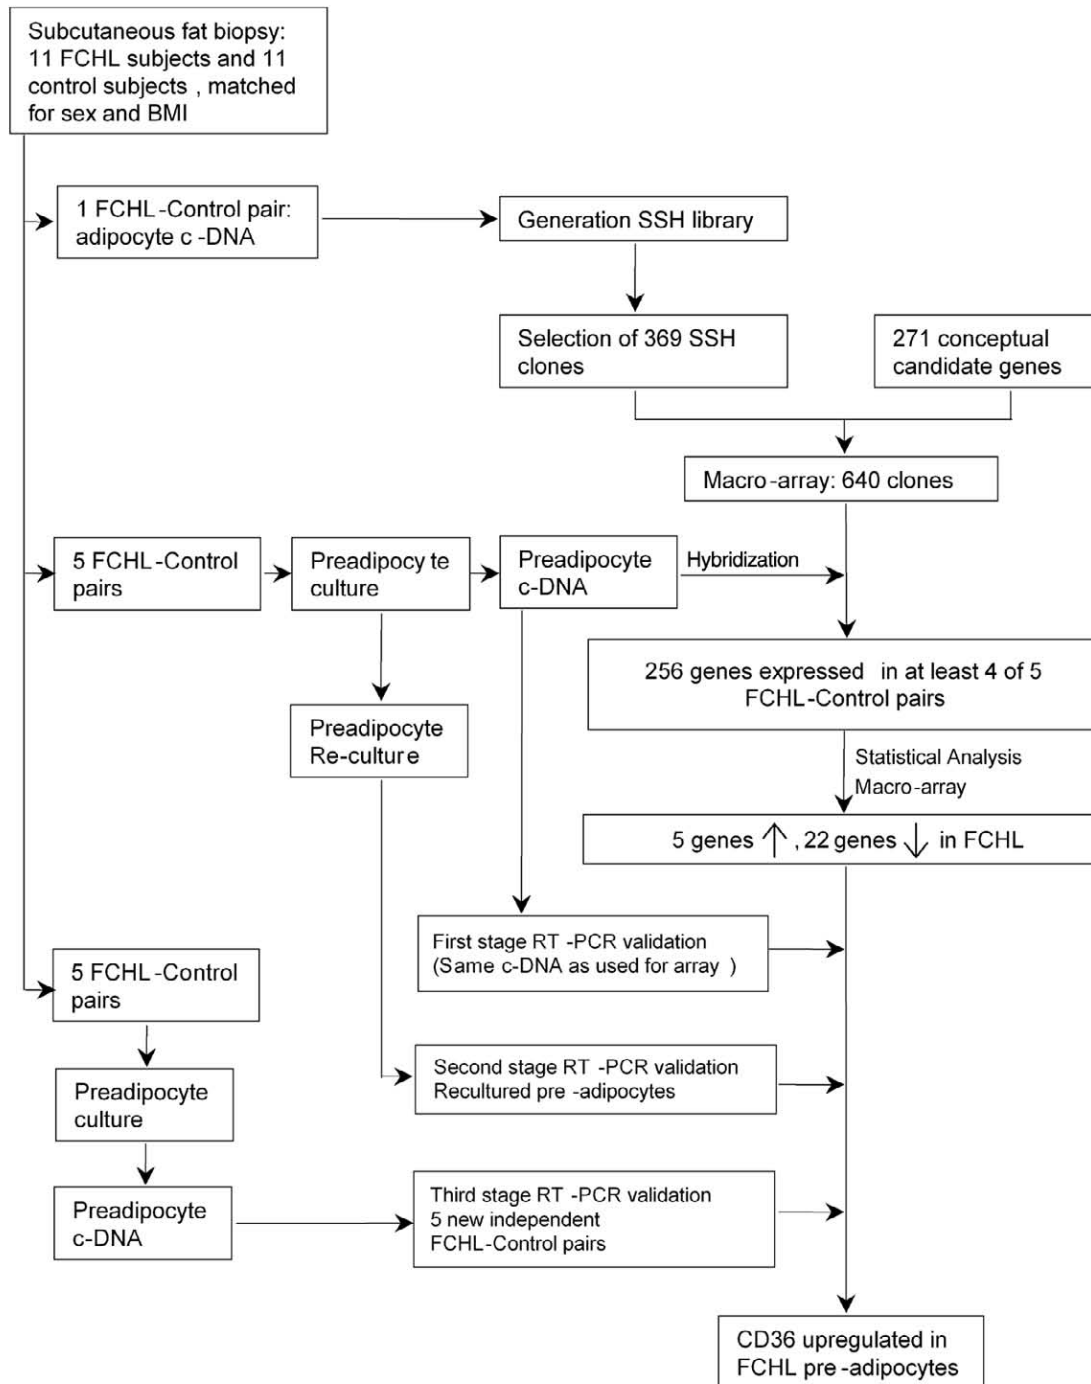 Subcutaneous fat biopsy:
11 FCHL subjects and 11
control subjects , matched
for sex and BMI
1 FCHL-Control pair:
adipocyte c-DNA
Generation SSH library
Selection of 369 SSH
clones
271 conceptual
candidate genes
Macro-array: 640 clones
5 FCHL-Control
pairs
Preadipocyte
culture
Preadipocyte
c-DNA
Hybridization
256 genes expressed in at least 4 of 5
FCHL-Control pairs
Preadipocyte
Re-culture
Statistical Analysis
Macro-array
5 genes ↑ , 22 genes ↓ in FCHL
First stage RT-PCR validation
(Same c-DNA as used for array )
5 FCHL-Control
pairs
Second stage RT-PCR validation
Recultured pre-adipocytes
Preadipocyte
culture
Third stage RT-PCR validation
5 new independent
FCHL-Control pairs
Preadipocyte
c-DNA
CD36 upregulated in
FCHL pre-adipocytes